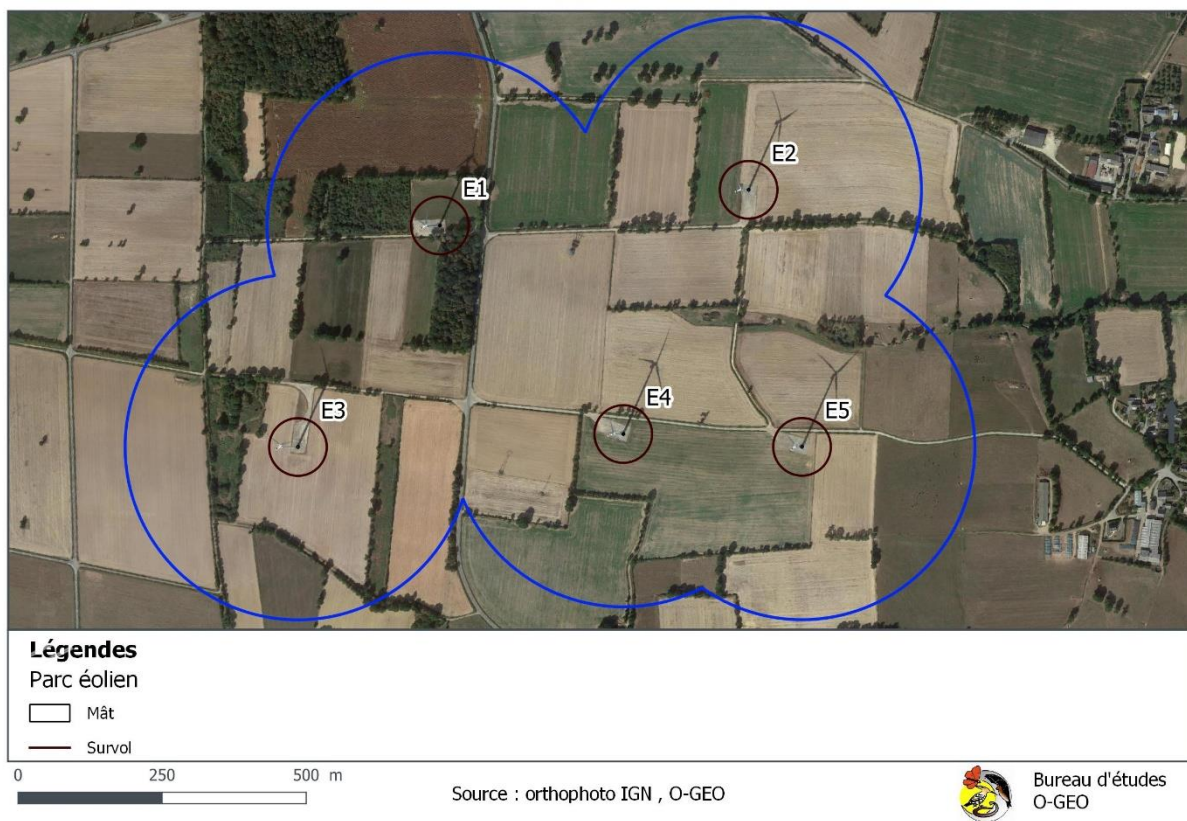 E1
E2
E3
E4
E5
Légendes
Parc éolien
Mât
Survol
0 250 500 m
Source : orthophoto IGN , O-GEO
Bureau d'études
O-GEO